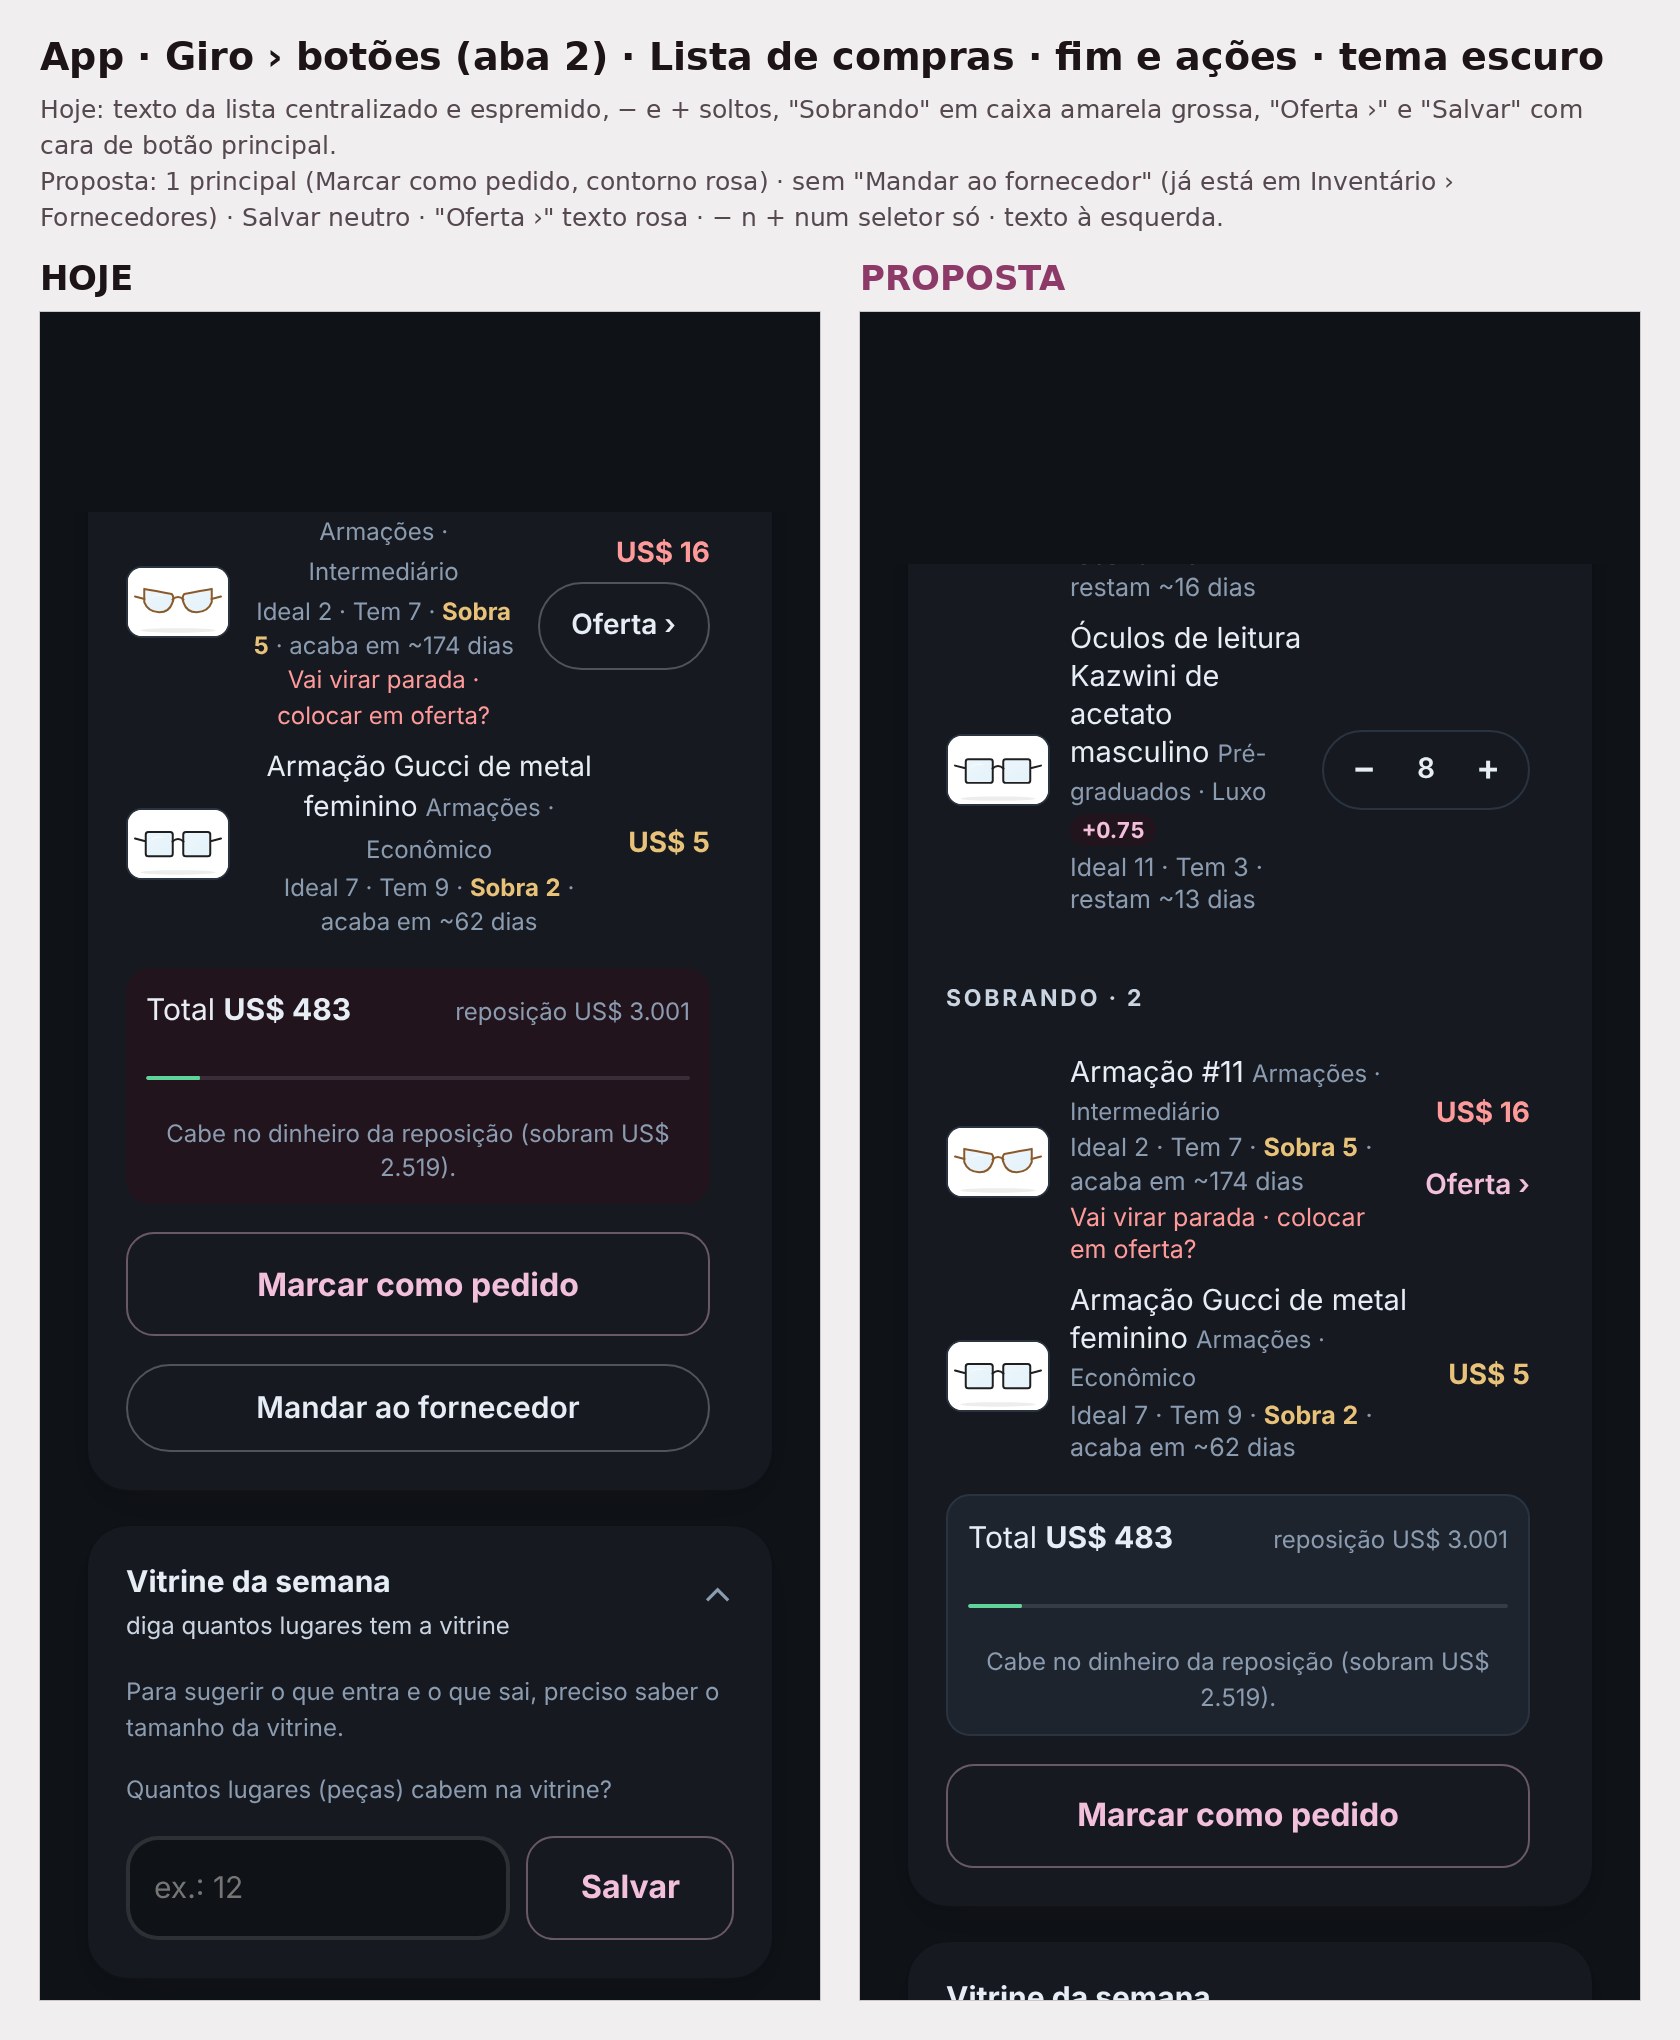 App · Giro › botões (aba 2) · Lista de compras · fim e ações · tema escuro
Hoje: texto da lista centralizado e espremido, − e + soltos, "Sobrando" em caixa amarela grossa, "Oferta ›" e "Salvar" com
cara de botão principal.
Proposta: 1 principal (Marcar como pedido, contorno rosa) · sem "Mandar ao fornecedor" (já está em Inventário ›
Fornecedores) · Salvar neutro · "Oferta ›" texto rosa · − n + num seletor só · texto à esquerda.
HOJE
Armações ·
Intermediário
Ideal 2 · Tem 7 · Sobra
5 · acaba em ~174 dias
Vai virar parada ·
colocar em oferta?
US$ 16
Oferta ›
Armação Gucci de metal
feminino Armações ·
Econômico
Ideal 7 · Tem 9 · Sobra 2 ·
acaba em ~62 dias
US$ 5
Total US$ 483
reposição US$ 3.001
Cabe no dinheiro da reposição (sobram US$
2.519).
Marcar como pedido
Mandar ao fornecedor
Vitrine da semana
diga quantos lugares tem a vitrine
Para sugerir o que entra e o que sai, preciso saber o
tamanho da vitrine.
Quantos lugares (peças) cabem na vitrine?
ex.: 12
Salvar
PROPOSTA
restam ~16 dias
Óculos de leitura
Kazwini de
acetato
masculino Pré-
graduados · Luxo
+0.75
Ideal 11 · Tem 3 ·
restam ~13 dias
− 8 +
SOBRANDO · 2
Armação #11 Armações ·
Intermediário
Ideal 2 · Tem 7 · Sobra 5 ·
acaba em ~174 dias
Vai virar parada · colocar
em oferta?
US$ 16
Oferta ›
Armação Gucci de metal
feminino Armações ·
Econômico
Ideal 7 · Tem 9 · Sobra 2 ·
acaba em ~62 dias
US$ 5
Total US$ 483
reposição US$ 3.001
Cabe no dinheiro da reposição (sobram US$
2.519).
Marcar como pedido
Vitrine da semana